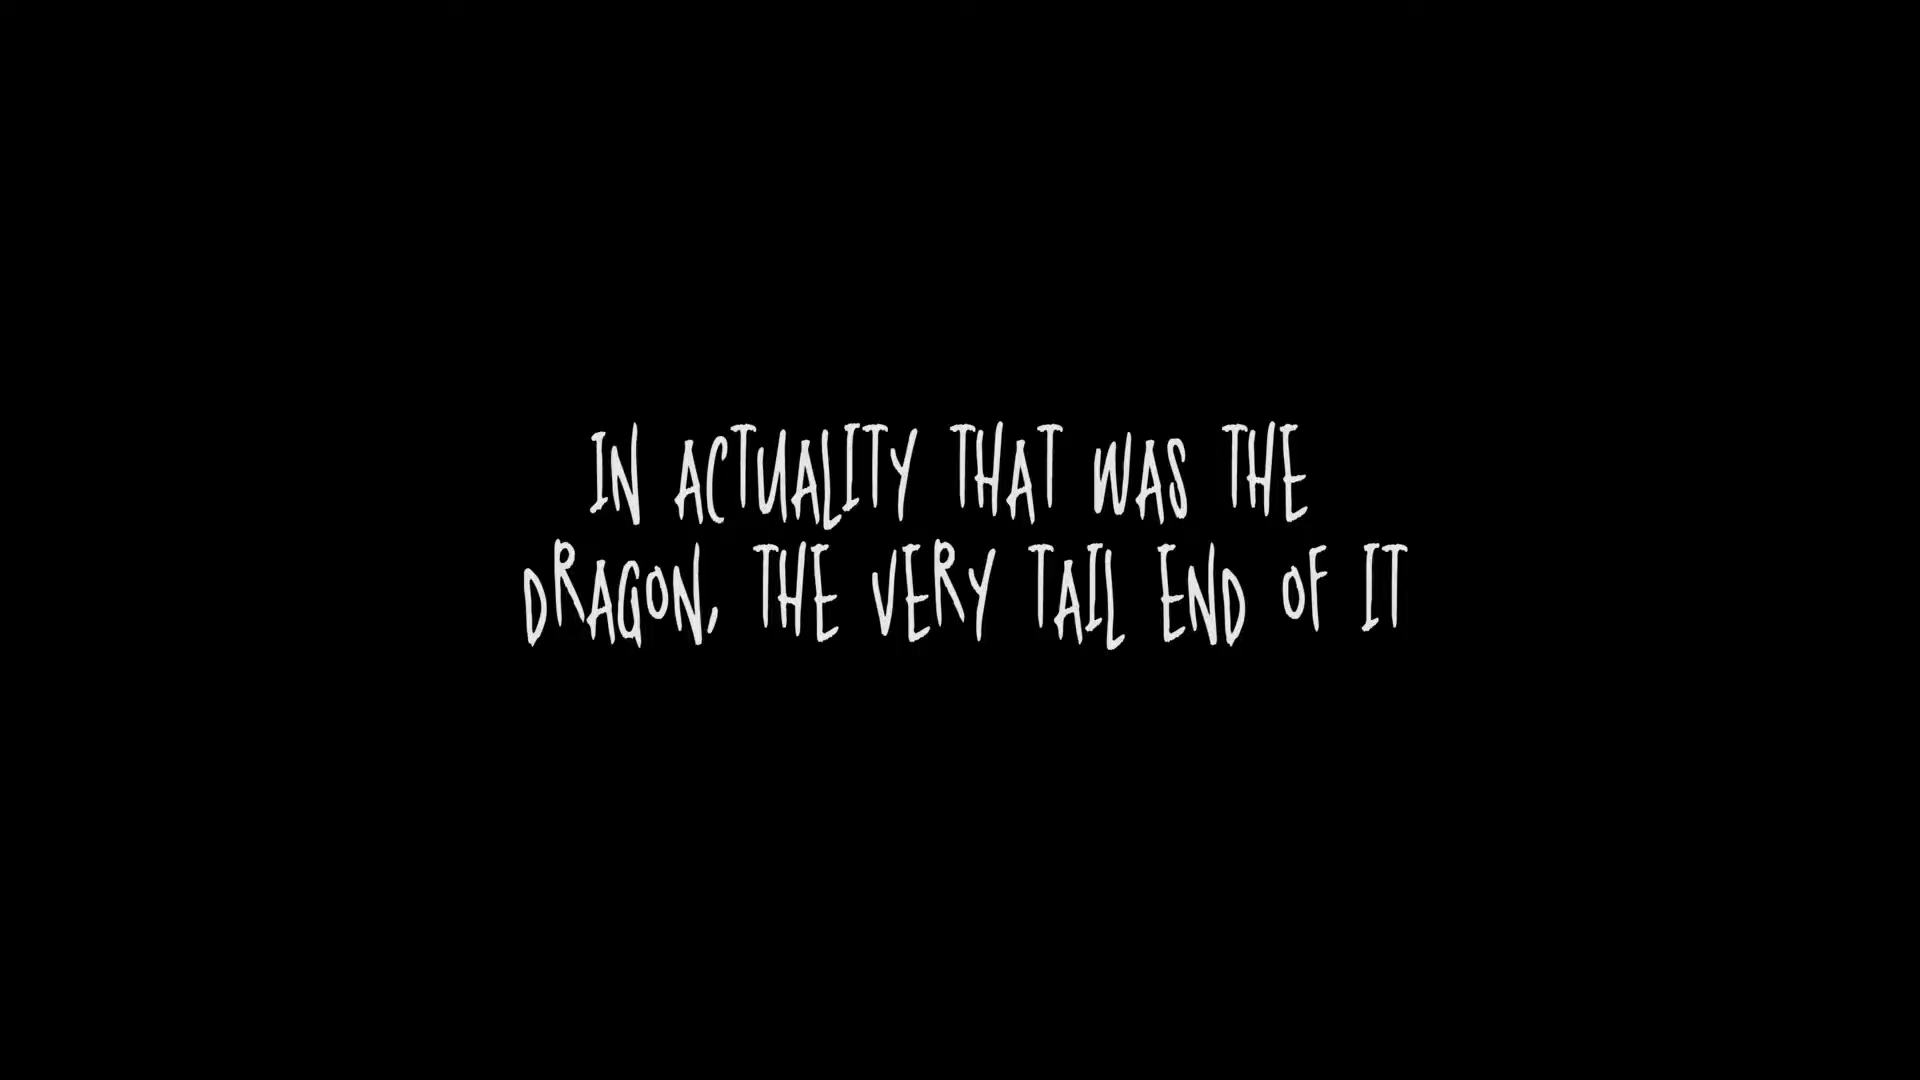 IN ACTUALITY THAT WAS THE
DRAGON, THE VERY TAIL END OF IT